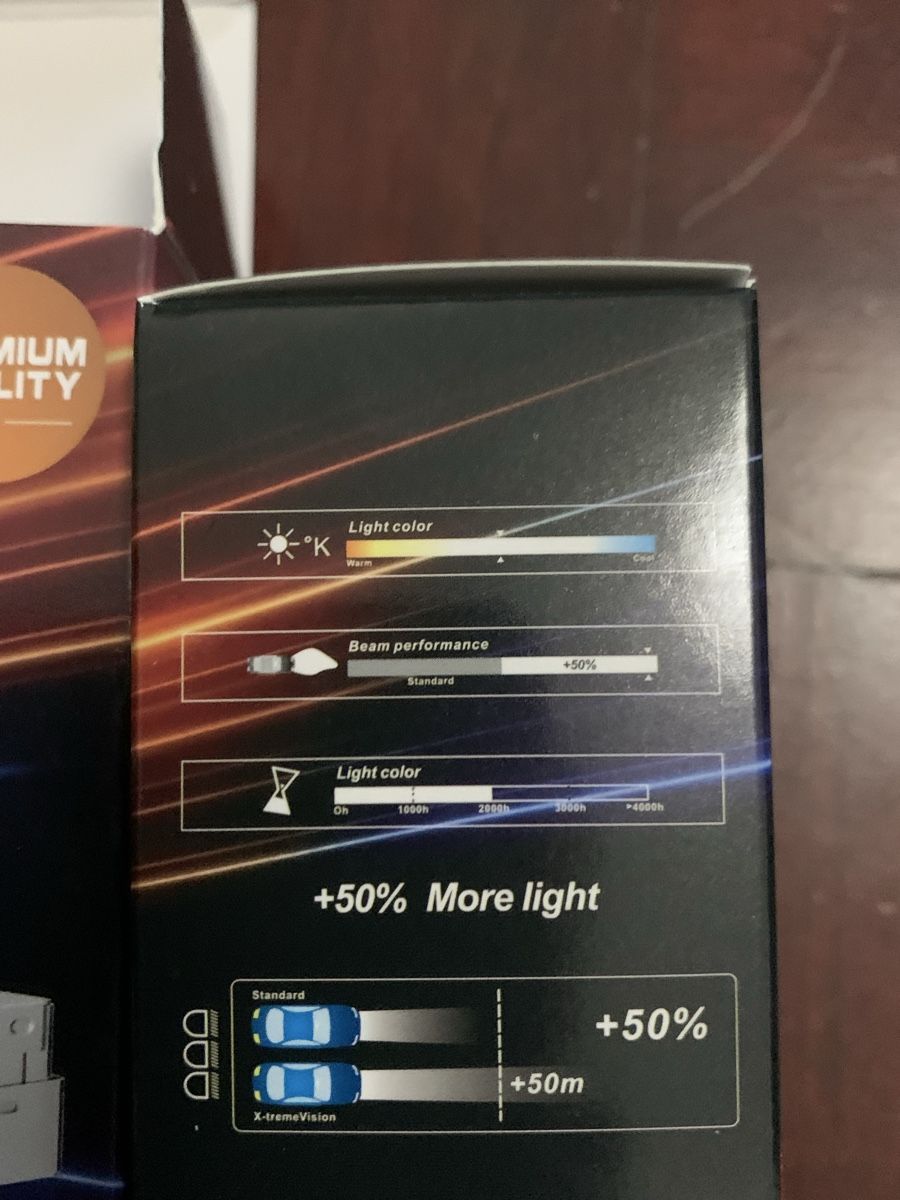 MIUM
LITY
Light color
°K
Warm
Cool
Beam performance
+50%
Standard
Light color
Oh 1000h 2000h 3000h >4000h
+50% More light
Standard
+50%
+50m
X-tremeVision